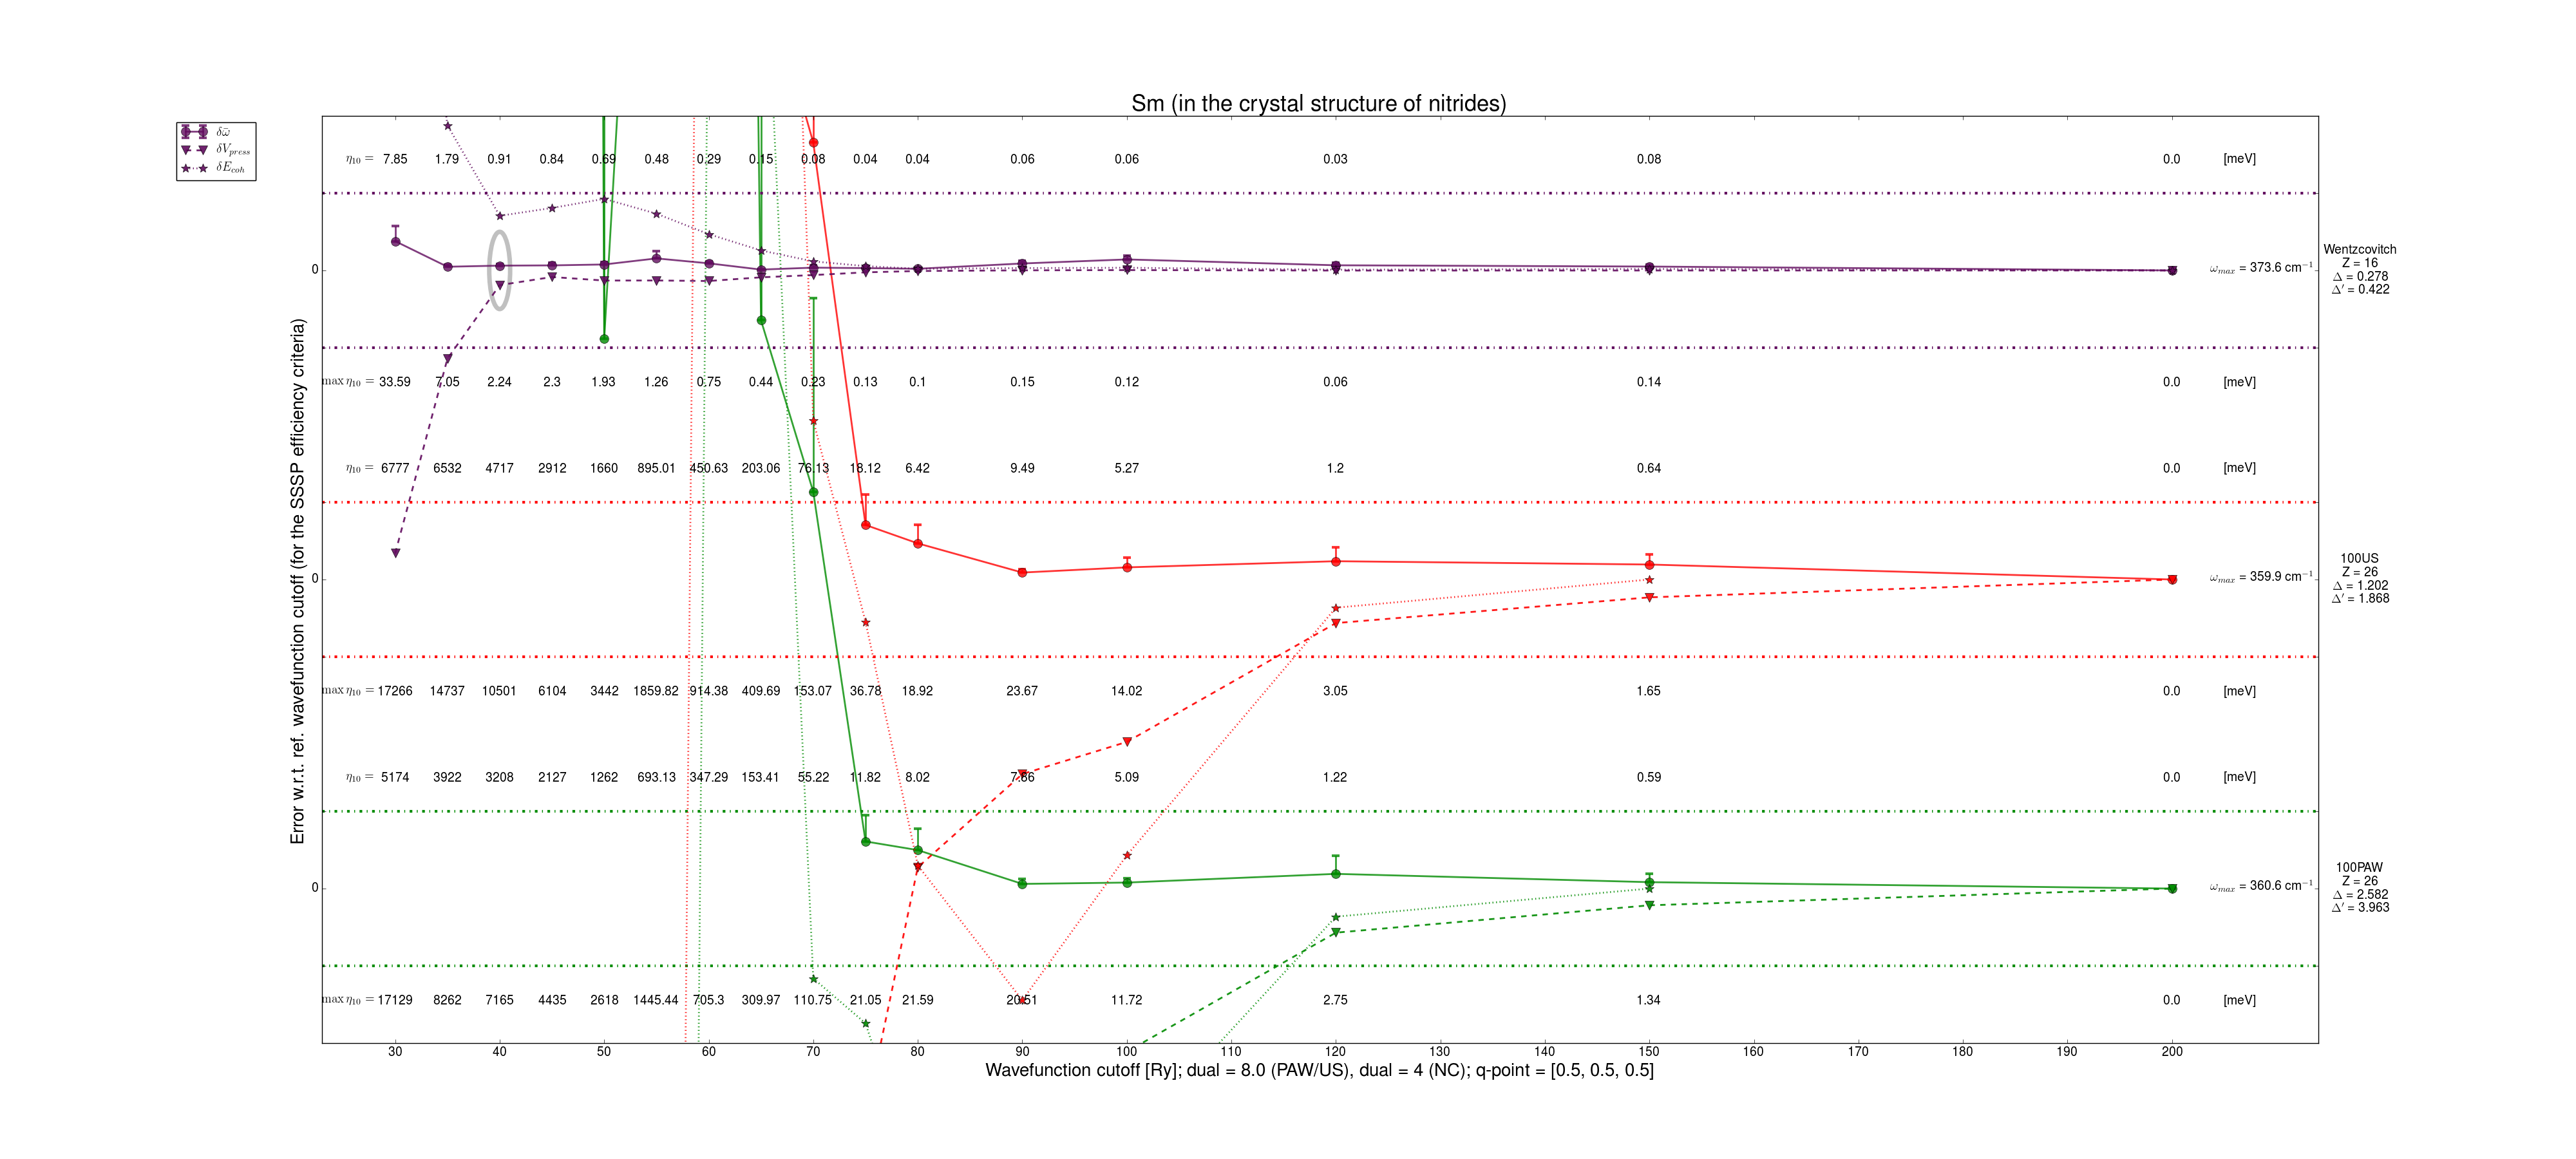 Sm (in the crystal structure of nitrides)
δω̄
δV_press
δE_coh
η₁₀ = 7.85 1.79 0.91 0.84 0.69 0.48 0.29 0.15 0.08 0.04 0.04 0.06 0.06 0.03 0.08 0.0 [meV]
0
ω_max = 373.6 cm⁻¹
Wentzcovitch
Z = 16
Δ = 0.278
Δ′ = 0.422
max η₁₀ = 33.59 7.05 2.24 2.3 1.93 1.26 0.75 0.44 0.23 0.13 0.1 0.15 0.12 0.06 0.14 0.0 [meV]
η₁₀ = 6777 6532 4717 2912 1660 895.01 450.63 203.06 76.13 18.12 6.42 9.49 5.27 1.2 0.64 0.0 [meV]
0
ω_max = 359.9 cm⁻¹
100US
Z = 26
Δ = 1.202
Δ′ = 1.868
max η₁₀ = 17266 14737 10501 6104 3442 1859.82 914.38 409.69 153.07 36.78 18.92 23.67 14.02 3.05 1.65 0.0 [meV]
η₁₀ = 5174 3922 3208 2127 1262 693.13 347.29 153.41 55.22 11.82 8.02 7.86 5.09 1.22 0.59 0.0 [meV]
0
ω_max = 360.6 cm⁻¹
100PAW
Z = 26
Δ = 2.582
Δ′ = 3.963
max η₁₀ = 17129 8262 7165 4435 2618 1445.44 705.3 309.97 110.75 21.05 21.59 20.51 11.72 2.75 1.34 0.0 [meV]
Error w.r.t. ref. wavefunction cutoff (for the SSSP efficiency criteria)
30 40 50 60 70 80 90 100 110 120 130 140 150 160 170 180 190 200
Wavefunction cutoff [Ry]; dual = 8.0 (PAW/US), dual = 4 (NC); q-point = [0.5, 0.5, 0.5]